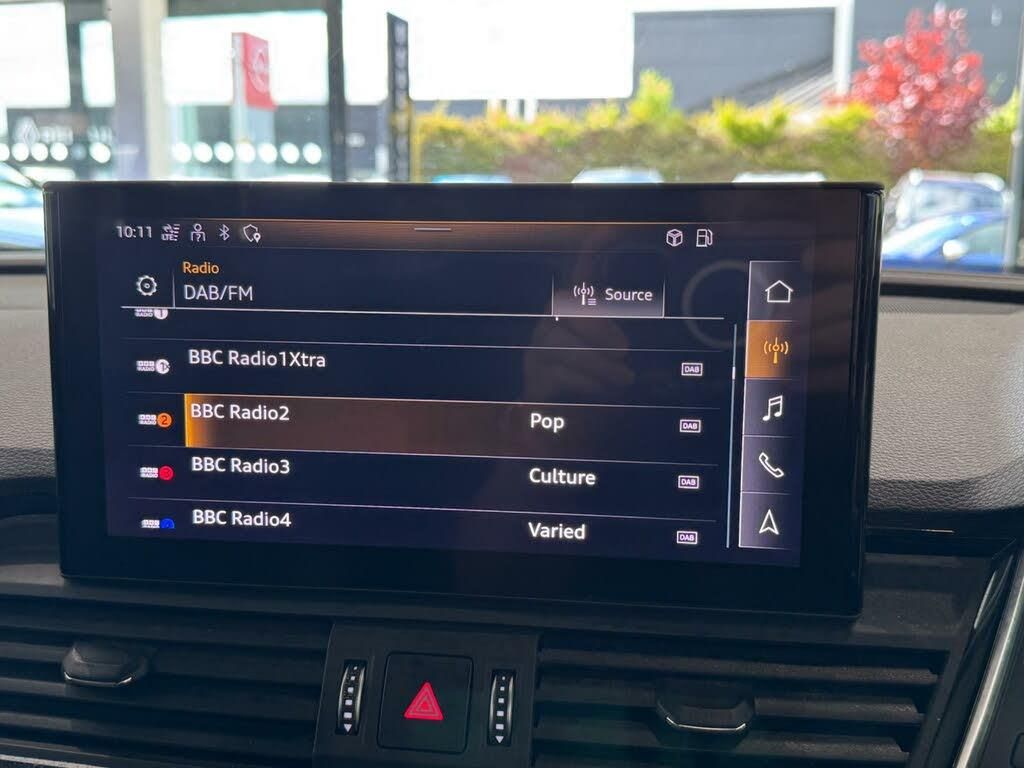 10:11 LTE
Radio
DAB/FM
Source
BBC Radio1Xtra DAB
BBC Radio2 Pop DAB
BBC Radio3 Culture DAB
BBC Radio4 Varied DAB